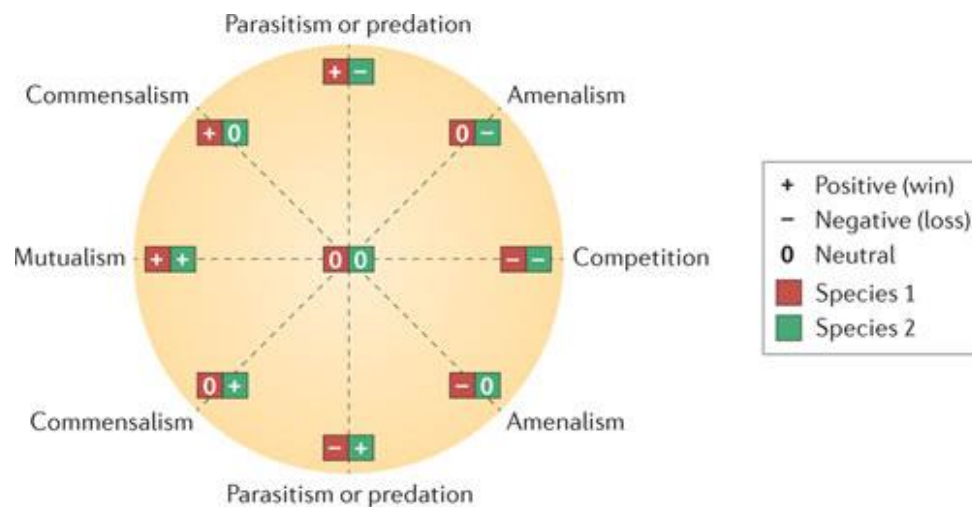 Parasitism or predation
+ −
Commensalism
+ 0
Amenalism
0 −
Mutualism
+ +
0 0
− −
Competition
0 +
Commensalism
− 0
Amenalism
− +
Parasitism or predation
+ Positive (win)
− Negative (loss)
0 Neutral
Species 1
Species 2